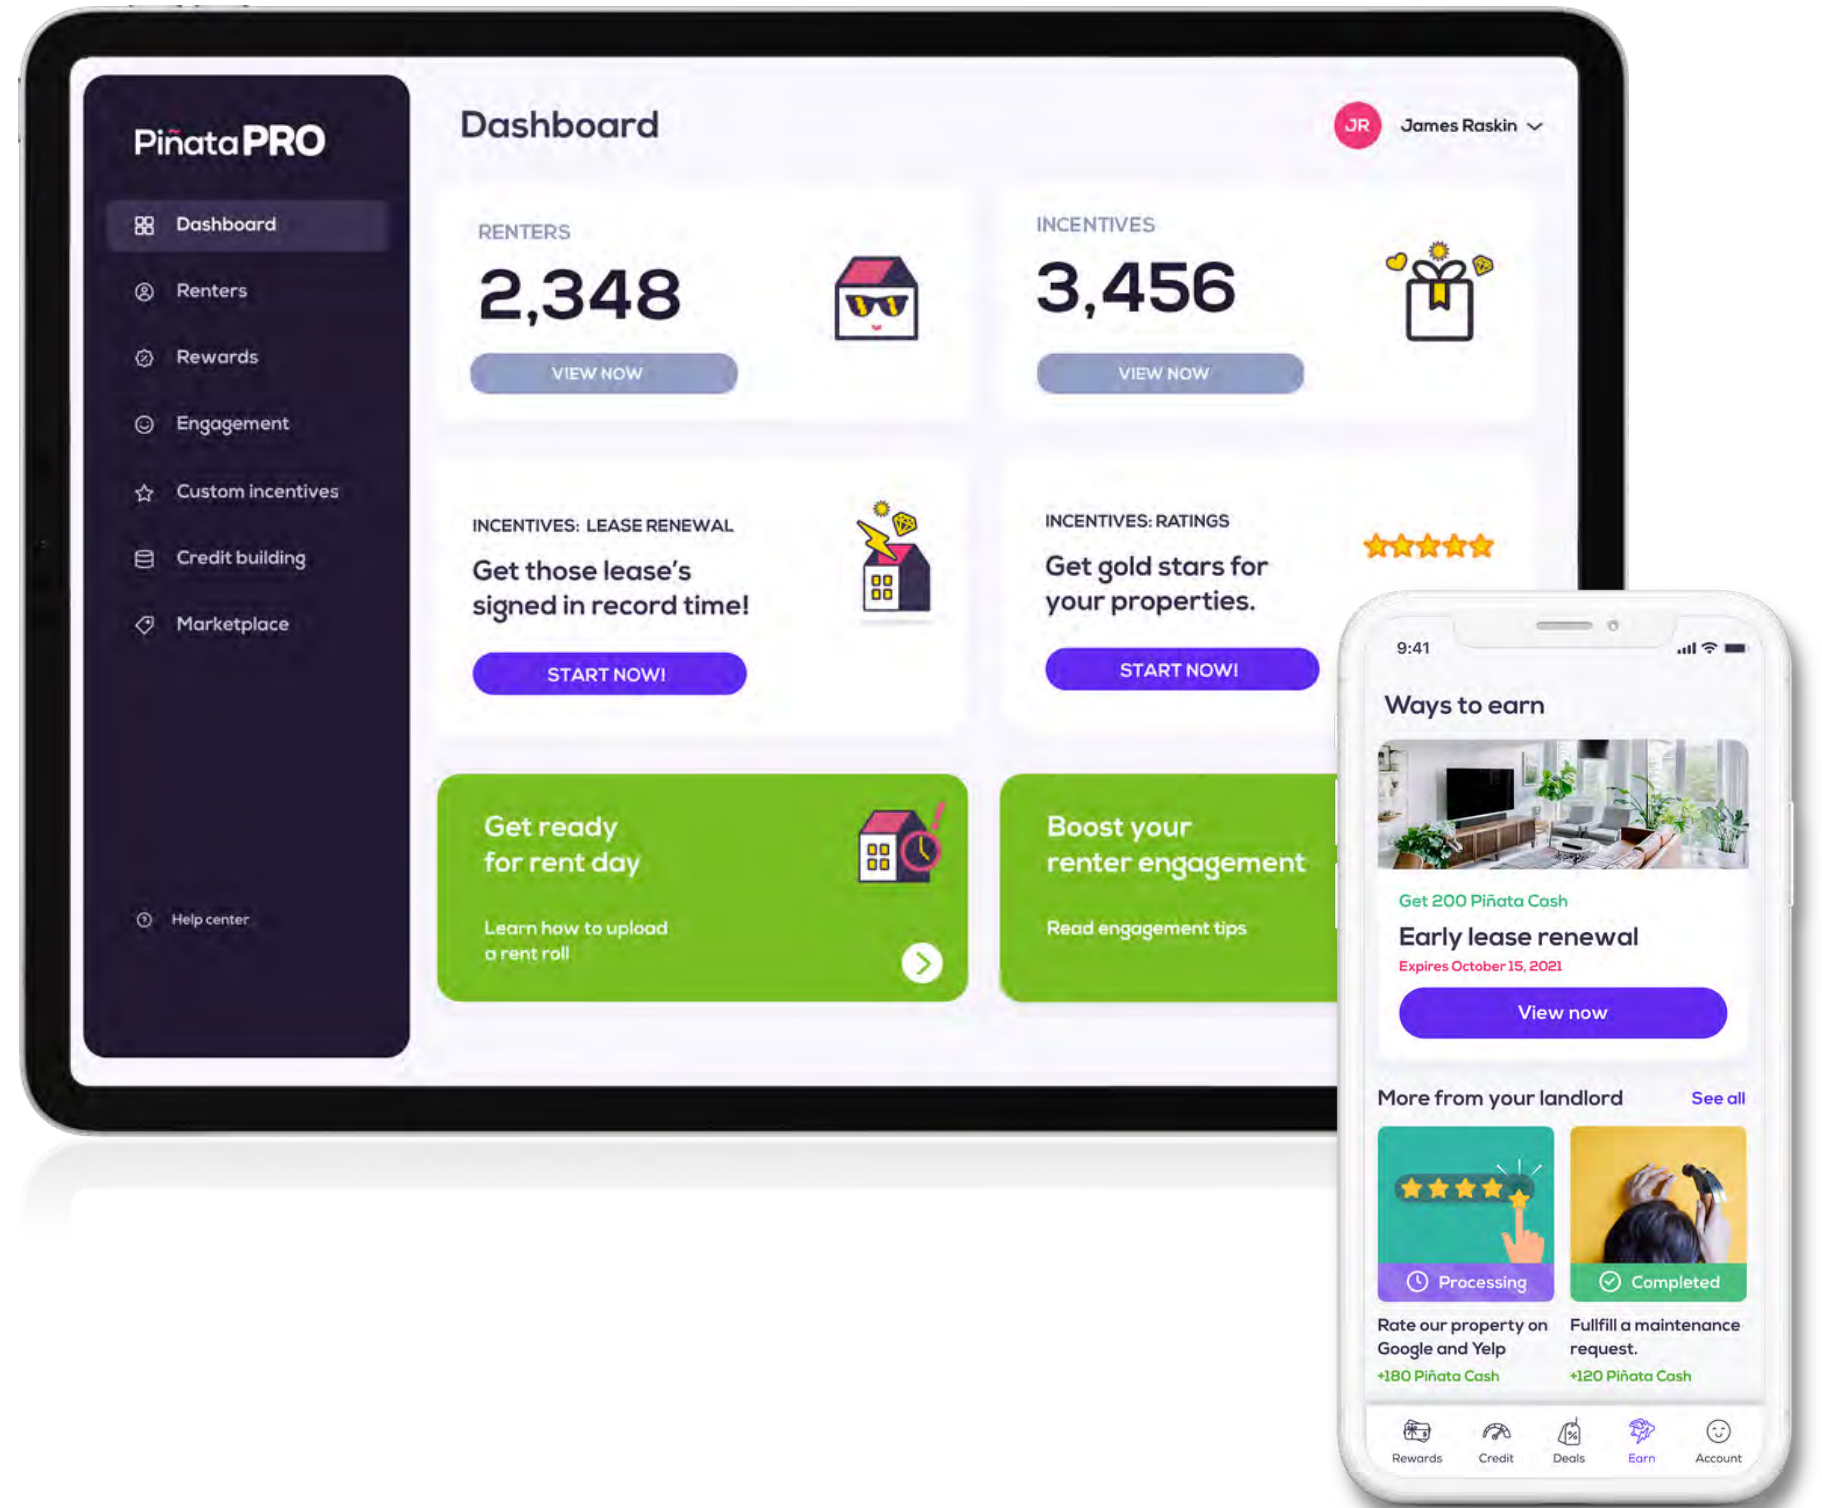 Piñata PRO
Dashboard
Renters
Rewards
Engagement
Custom incentives
Credit building
Marketplace
Help center
Dashboard
JR
James Raskin
RENTERS
2,348
VIEW NOW
INCENTIVES
3,456
VIEW NOW
INCENTIVES: LEASE RENEWAL
Get those lease's
signed in record time!
START NOW!
INCENTIVES: RATINGS
Get gold stars for
your properties.
START NOW!
Get ready
for rent day
Learn how to upload
a rent roll
Boost your
renter engagement
Read engagement tips
9:41
Ways to earn
Get 200 Piñata Cash
Early lease renewal
Expires October 15, 2021
View now
More from your landlord
See all
Processing
Rate our property on
Google and Yelp
+180 Piñata Cash
Completed
Fullfill a maintenance
request.
+120 Piñata Cash
Rewards
Credit
Deals
Earn
Account